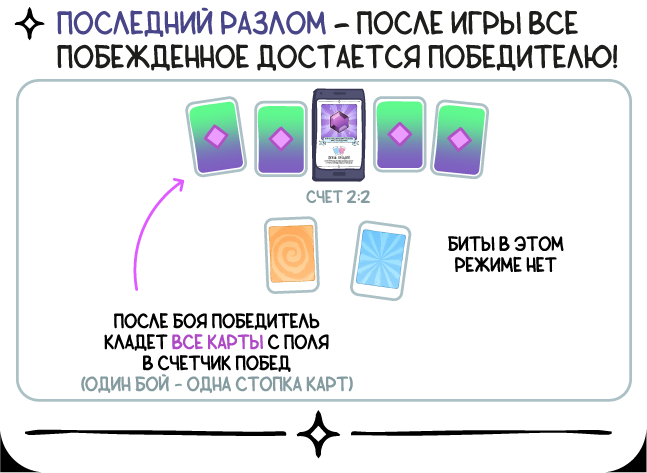 ПОСЛЕДНИЙ РАЗЛОМ – ПОСЛЕ ИГРЫ ВСЕ
ПОБЕЖДЕННОЕ ДОСТАЕТСЯ ПОБЕДИТЕЛЮ!
СЧЕТ 2:2
БИТЫ В ЭТОМ
РЕЖИМЕ НЕТ
ПОСЛЕ БОЯ ПОБЕДИТЕЛЬ
КЛАДЕТ ВСЕ КАРТЫ С ПОЛЯ
В СЧЕТЧИК ПОБЕД
(ОДИН БОЙ – ОДНА СТОПКА КАРТ)